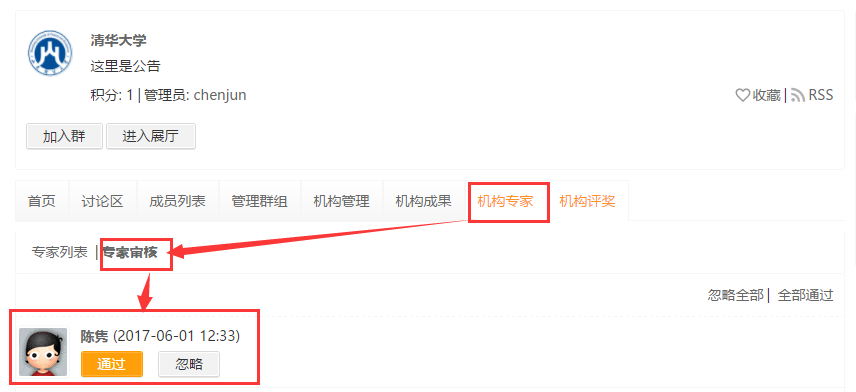 清华大学
这里是公告
积分: 1 | 管理员: chenjun 收藏 | RSS
加入群 进入展厅
首页 讨论区 成员列表 管理群组 机构管理 机构成果 机构专家 机构评奖
专家列表 | 专家审核
忽略全部 | 全部通过
陈隽 (2017-06-01 12:33)
通过 忽略